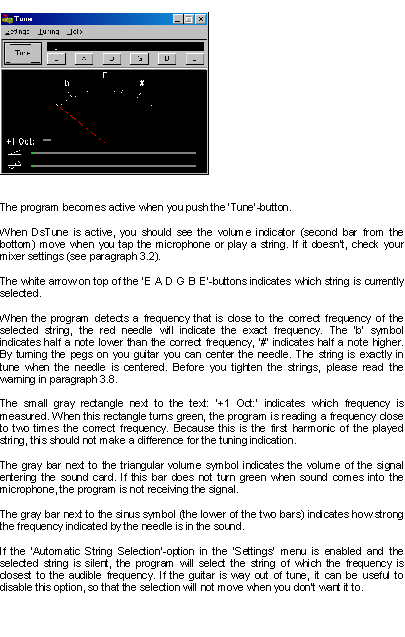 Tune
Settings Tuning Help
Tune
E A D G B E
E
b #
+1 Oct:
The program becomes active when you push the 'Tune'-button.
When DsTune is active, you should see the volume indicator (second bar from the
bottom) move when you tap the microphone or play a string. If it doesn't, check your
mixer settings (see paragraph 3.2).
The white arrow on top of the 'E A D G B E'-buttons indicates which string is currently
selected.
When the program detects a frequency that is close to the correct frequency of the
selected string, the red needle will indicate the exact frequency. The 'b' symbol
indicates half a note lower than the correct frequency, '#' indicates half a note higher.
By turning the pegs on you guitar you can center the needle. The string is exactly in
tune when the needle is centered. Before you tighten the strings, please read the
warning in paragraph 3.6.
The small gray rectangle next to the text: '+1 Oct:' indicates which frequency is
measured. When this rectangle turns green, the program is reading a frequency close
to two times the correct frequency. Because this is the first harmonic of the played
string, this should not make a difference for the tuning indication.
The gray bar next to the triangular volume symbol indicates the volume of the signal
entering the sound card. If this bar does not turn green when sound comes into the
microphone, the program is not receiving the signal.
The gray bar next to the sinus symbol (the lower of the two bars) indicates how strong
the frequency indicated by the needle is in the sound.
If the 'Automatic String Selection'-option in the 'Settings' menu is enabled and the
selected string is silent, the program will select the string of which the frequency is
closest to the audible frequency. If the guitar is way out of tune, it can be useful to
disable this option, so that the selection will not move when you don't want it to.